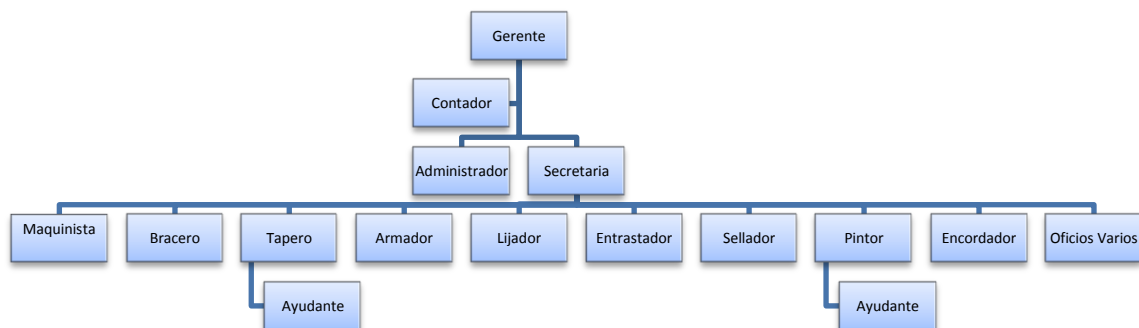 Gerente
Contador
Administrador
Secretaria
Maquinista
Bracero
Tapero
Armador
Lijador
Entrastador
Sellador
Pintor
Encordador
Oficios Varios
Ayudante
Ayudante